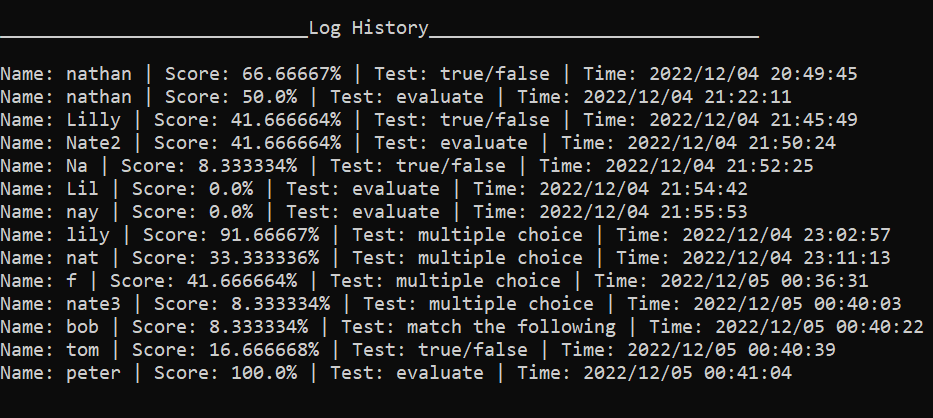 ____________________________Log History______________________________
Name: nathan | Score: 66.66667% | Test: true/false | Time: 2022/12/04 20:49:45
Name: nathan | Score: 50.0% | Test: evaluate | Time: 2022/12/04 21:22:11
Name: Lilly | Score: 41.666664% | Test: true/false | Time: 2022/12/04 21:45:49
Name: Nate2 | Score: 41.666664% | Test: evaluate | Time: 2022/12/04 21:50:24
Name: Na | Score: 8.333334% | Test: true/false | Time: 2022/12/04 21:52:25
Name: Lil | Score: 0.0% | Test: evaluate | Time: 2022/12/04 21:54:42
Name: nay | Score: 0.0% | Test: evaluate | Time: 2022/12/04 21:55:53
Name: lily | Score: 91.66667% | Test: multiple choice | Time: 2022/12/04 23:02:57
Name: nat | Score: 33.333336% | Test: multiple choice | Time: 2022/12/04 23:11:13
Name: f | Score: 41.666664% | Test: multiple choice | Time: 2022/12/05 00:36:31
Name: nate3 | Score: 8.333334% | Test: multiple choice | Time: 2022/12/05 00:40:03
Name: bob | Score: 8.333334% | Test: match the following | Time: 2022/12/05 00:40:22
Name: tom | Score: 16.666668% | Test: true/false | Time: 2022/12/05 00:40:39
Name: peter | Score: 100.0% | Test: evaluate | Time: 2022/12/05 00:41:04